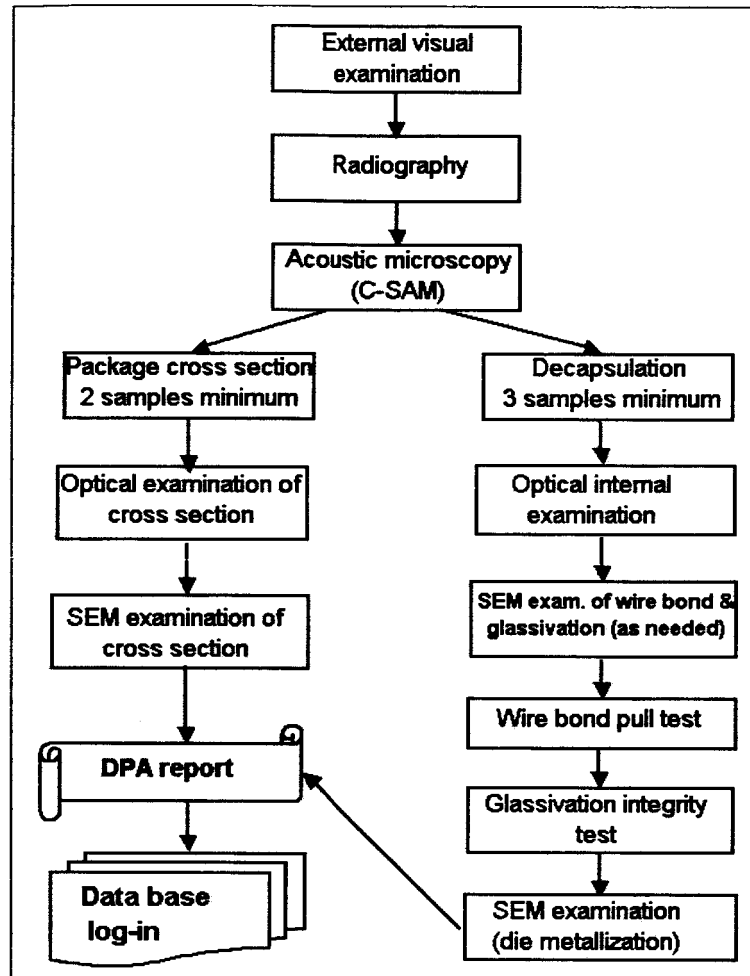 External visual
examination
Radiography
Acoustic microscopy
(C-SAM)
Package cross section
2 samples minimum
Optical examination of
cross section
SEM examination of
cross section
DPA report
Data base
log-in
Decapsulation
3 samples minimum
Optical internal
examination
SEM exam. of wire bond &
glassivation (as needed)
Wire bond pull test
Glassivation integrity
test
SEM examination
(die metallization)